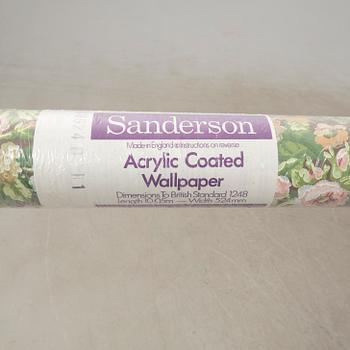 Sanderson
Made in England Instructions on reverse
Acrylic Coated
Wallpaper
Dimensions To British Standard 1248
Length 10.05m — Width 524mm